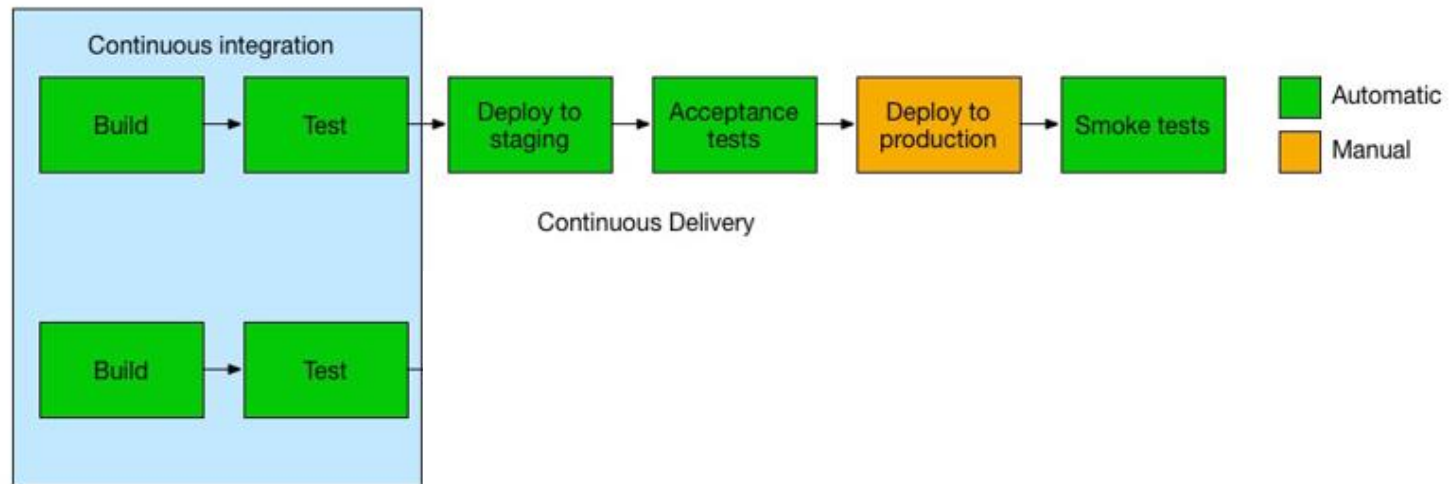 Continuous integration
Build
Test
Deploy to
staging
Acceptance
tests
Deploy to
production
Smoke tests
Automatic
Manual
Continuous Delivery
Build
Test